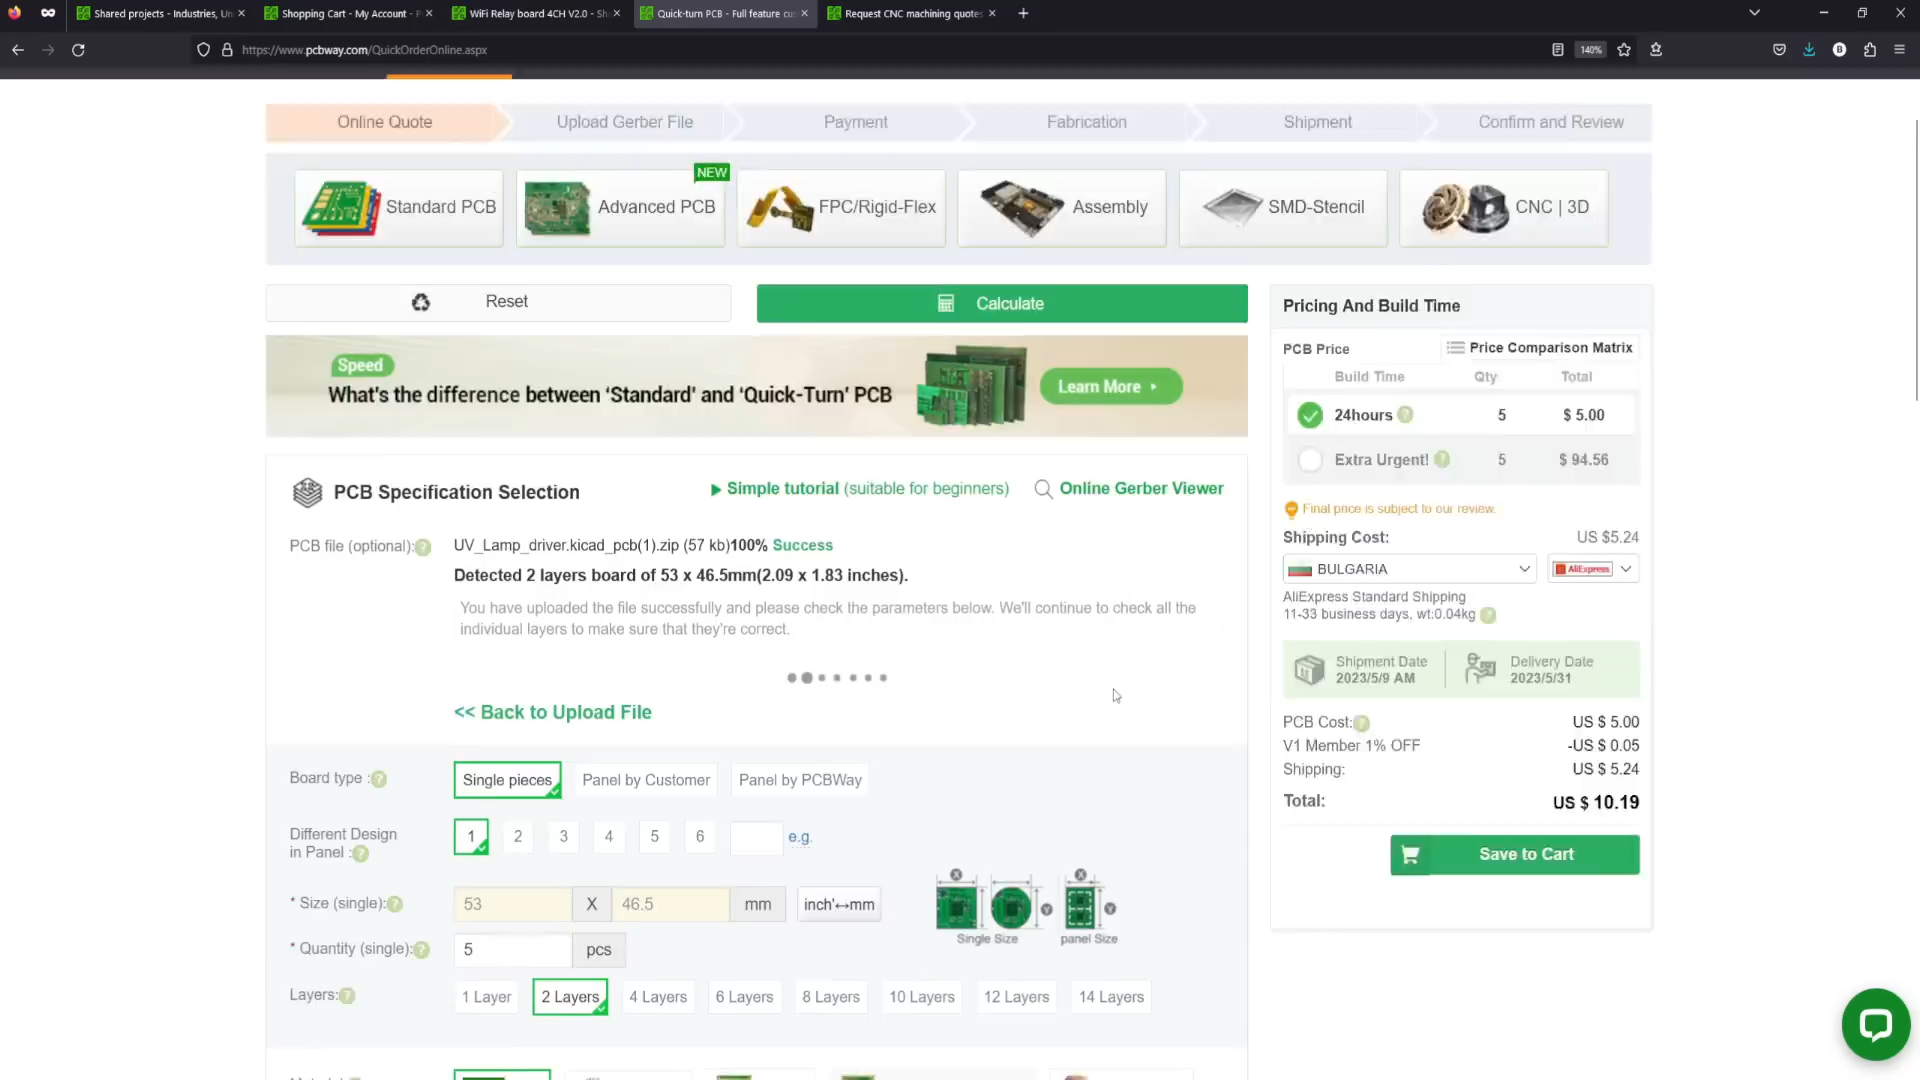 Shared projects - Industries, Un
Shopping Cart - My Account - P
WiFi Relay board 4CH V2.0 - Sh
Quick-turn PCB - Full feature cu
Request CNC machining quotes
https://www.pcbway.com/QuickOrderOnline.aspx
140%
B
Online Quote
Upload Gerber File
Payment
Fabrication
Shipment
Confirm and Review
Standard PCB
Advanced PCB
NEW
FPC/Rigid-Flex
Assembly
SMD-Stencil
CNC | 3D
Reset
Calculate
Speed
What's the difference between 'Standard' and 'Quick-Turn' PCB
Learn More
PCB Specification Selection
Simple tutorial (suitable for beginners)
Online Gerber Viewer
PCB file (optional):?
UV_Lamp_driver.kicad_pcb(1).zip (57 kb)100% Success
Detected 2 layers board of 53 x 46.5mm(2.09 x 1.83 inches).
You have uploaded the file successfully and please check the parameters below. We'll continue to check all the
individual layers to make sure that they're correct.
<< Back to Upload File
Board type :?
Single pieces
Panel by Customer
Panel by PCBWay
Different Design
in Panel :?
1
2
3
4
5
6
e.g.
* Size (single):?
53
X
46.5
mm
inch'↔mm
X
X
Y
Y
Single Size
panel Size
* Quantity (single):?
5
pcs
Layers:?
1 Layer
2 Layers
4 Layers
6 Layers
8 Layers
10 Layers
12 Layers
14 Layers
Pricing And Build Time
PCB Price
Price Comparison Matrix
Build Time
Qty
Total
24hours ?
5
$ 5.00
Extra Urgent! ?
5
$ 94.56
Final price is subject to our review.
Shipping Cost:
US $5.24
BULGARIA
AliExpress
AliExpress Standard Shipping
11-33 business days, wt:0.04kg ?
Shipment Date
2023/5/9 AM
Delivery Date
2023/5/31
PCB Cost:?
US $ 5.00
V1 Member 1% OFF
-US $ 0.05
Shipping:
US $ 5.24
Total:
US $ 10.19
Save to Cart